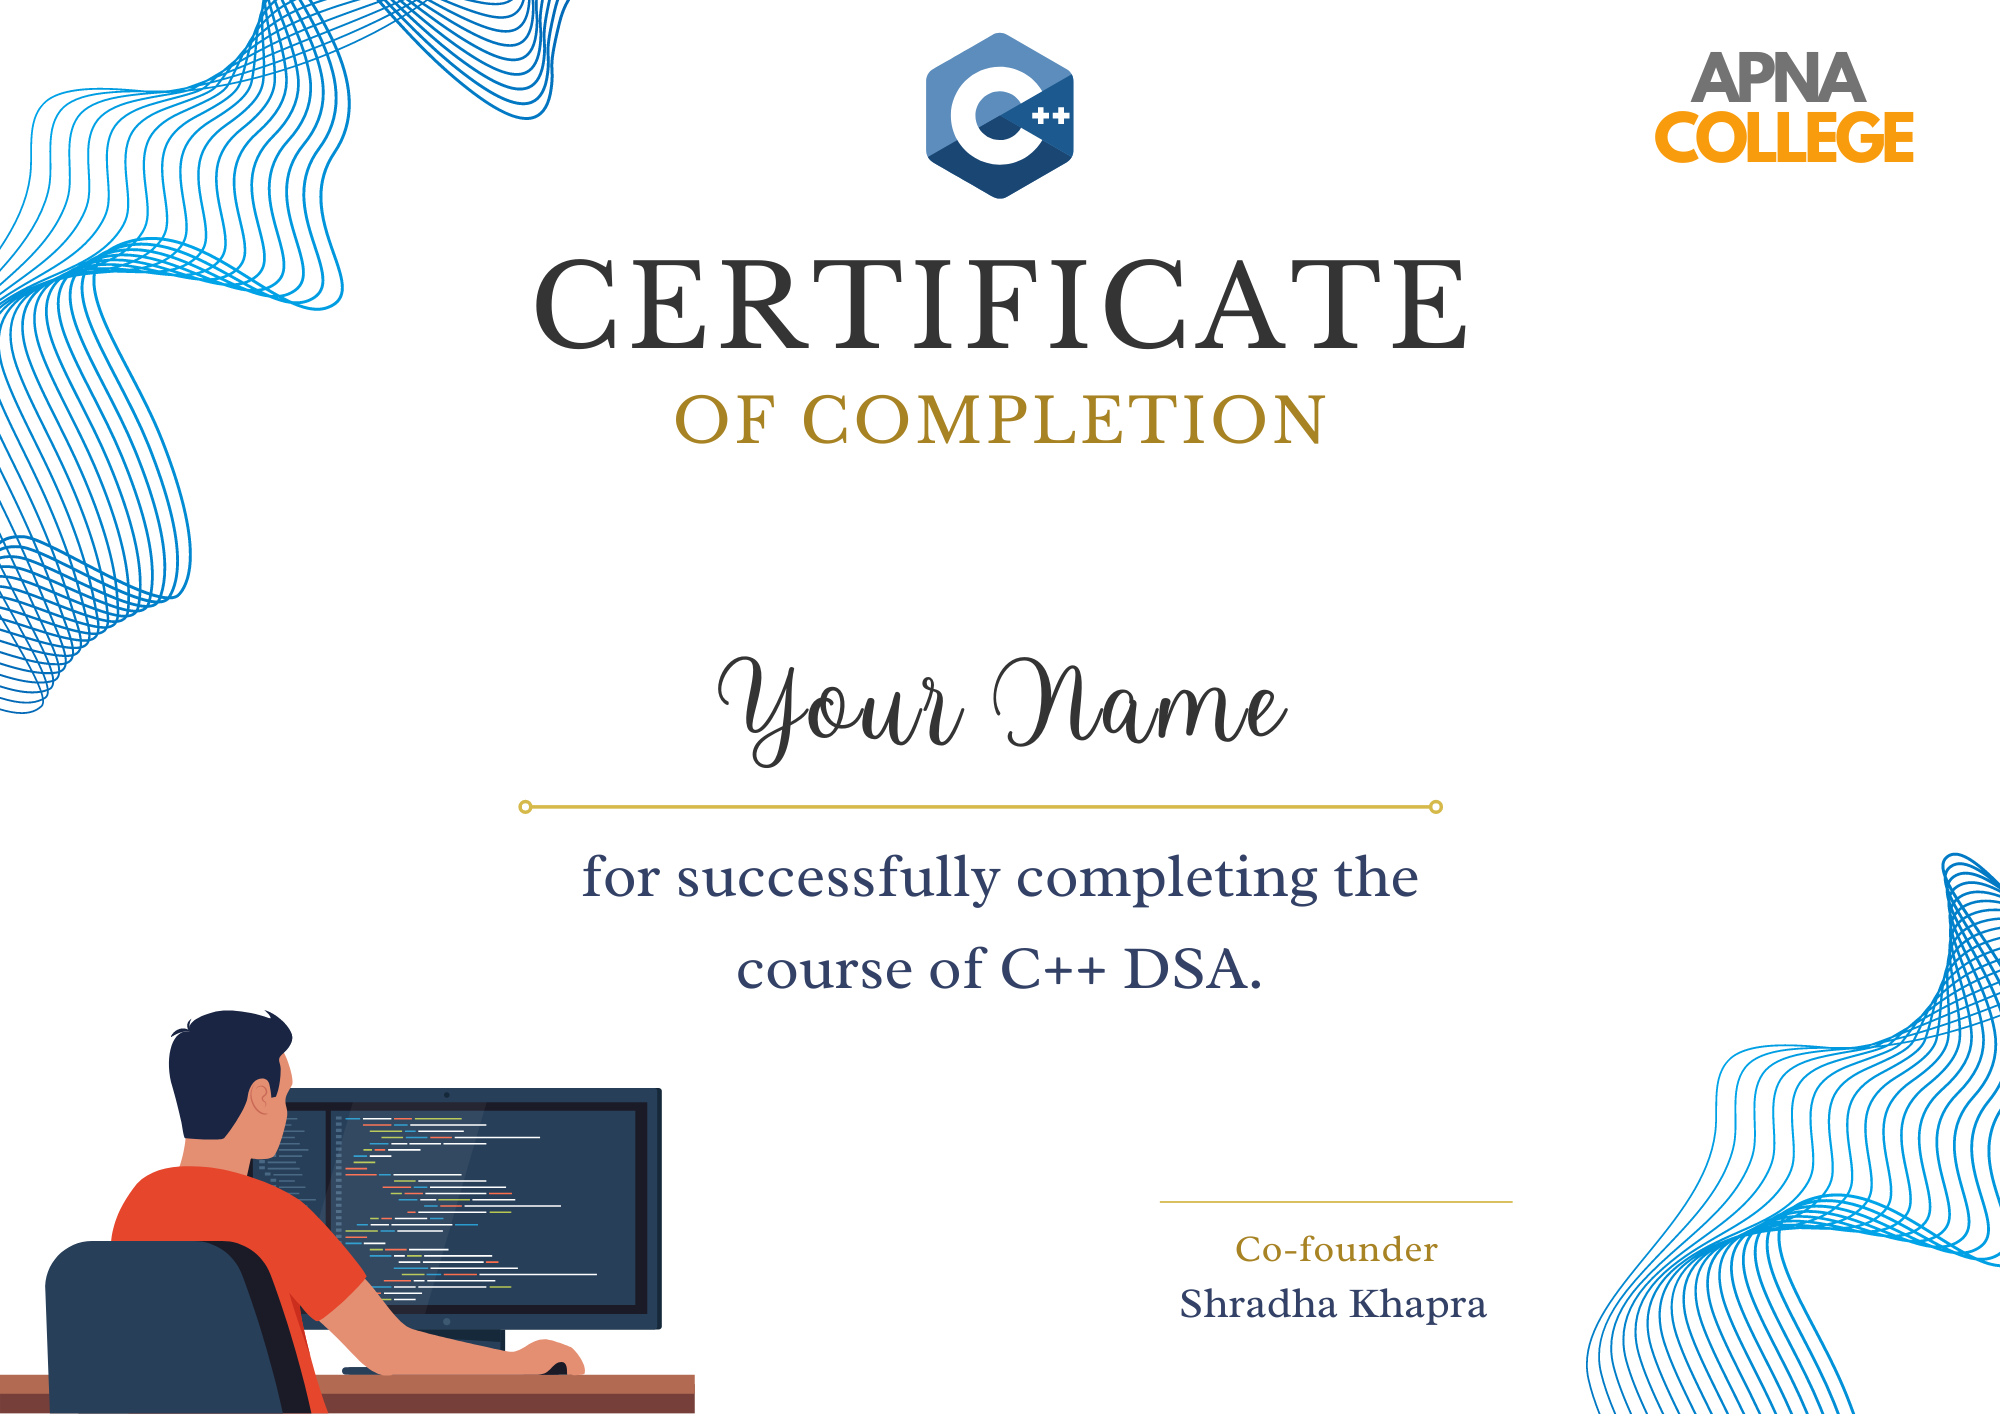 C++
APNA
COLLEGE
CERTIFICATE
OF COMPLETION
Your Name
for successfully completing the
course of C++ DSA.
Co-founder
Shradha Khapra